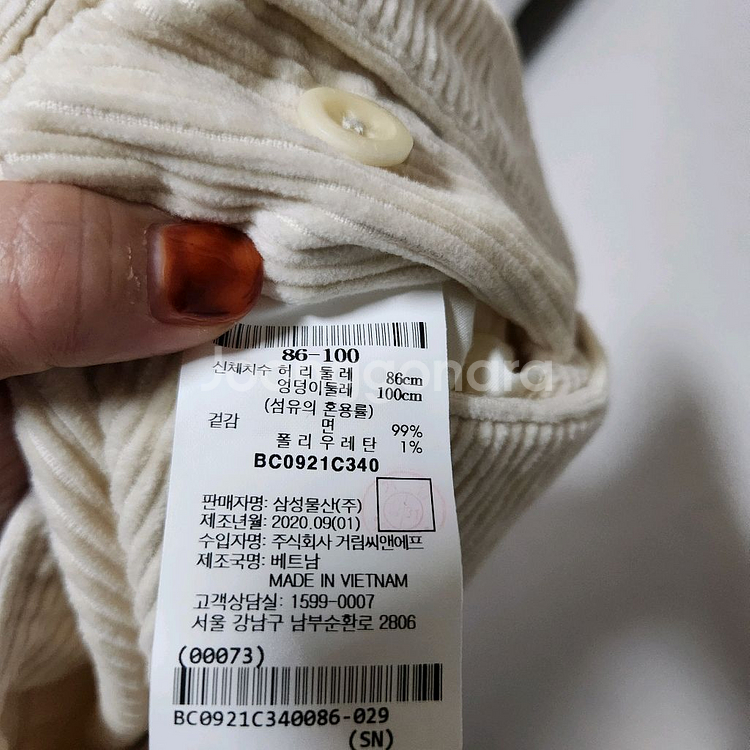 86-100
신체치수 허리둘레 86cm
엉덩이둘레 100cm
(섬유의 혼용률)
겉감 면 99%
폴리우레탄 1%
BC0921C340
판매자명: 삼성물산(주)
제조년월: 2020.09(01)
수입자명: 주식회사 거림씨앤에프
제조국명: 베트남
MADE IN VIETNAM
고객상담실: 1599-0007
서울 강남구 남부순환로 2806
(00073)
BC0921C340086-029
(SN)
Joonggonara